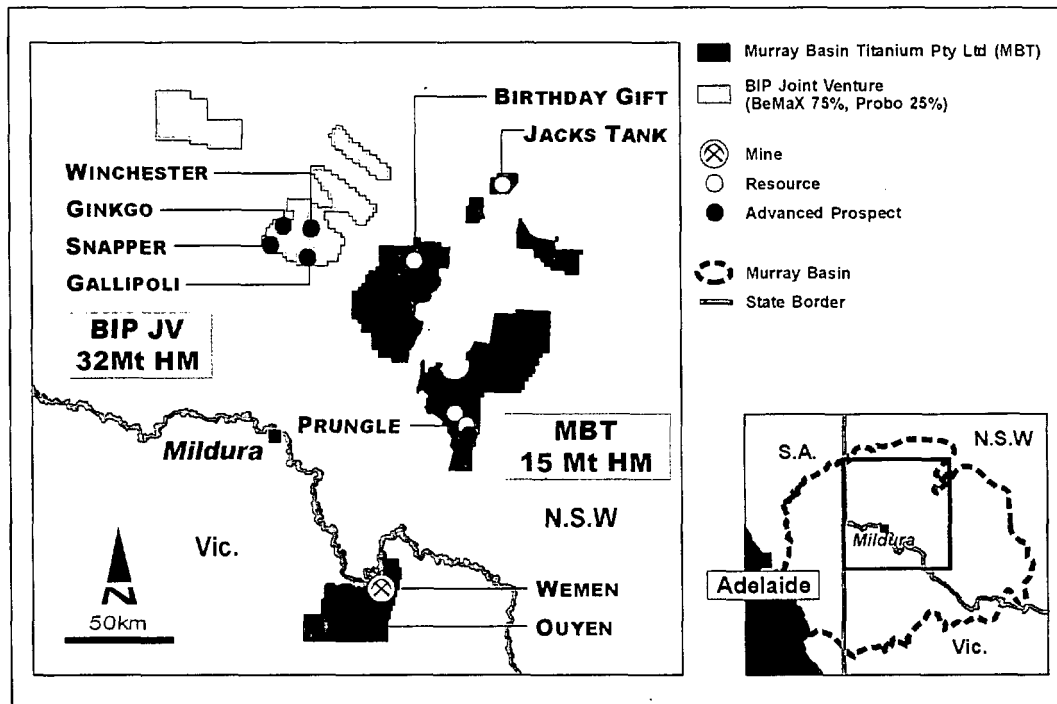 BIRTHDAY GIFT
JACKS TANK
WINCHESTER
GINKGO
SNAPPER
GALLIPOLI
BIP JV
32Mt HM
PRUNGLE
MBT
15 Mt HM
Mildura
N.S.W
Vic.
N
50km
WEMEN
OUYEN
Murray Basin Titanium Pty Ltd (MBT)
BIP Joint Venture
(BeMaX 75%, Probo 25%)
Mine
Resource
Advanced Prospect
Murray Basin
State Border
S.A.
N.S.W
Mildura
Adelaide
Vic.